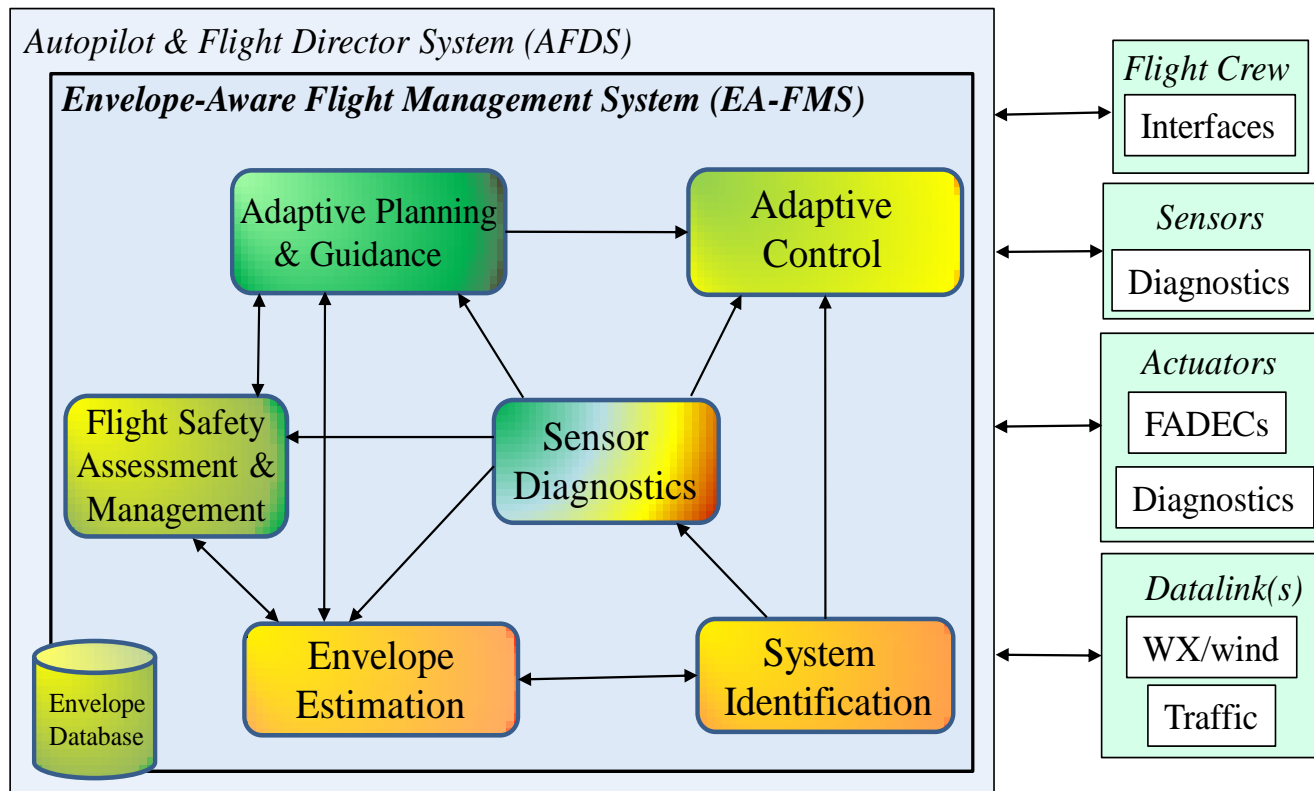 Autopilot & Flight Director System (AFDS)
Envelope-Aware Flight Management System (EA-FMS)
Adaptive Planning
& Guidance
Adaptive
Control
Flight Safety
Assessment &
Management
Sensor
Diagnostics
Envelope
Estimation
System
Identification
Envelope
Database
Flight Crew
Interfaces
Sensors
Diagnostics
Actuators
FADECs
Diagnostics
Datalink(s)
WX/wind
Traffic